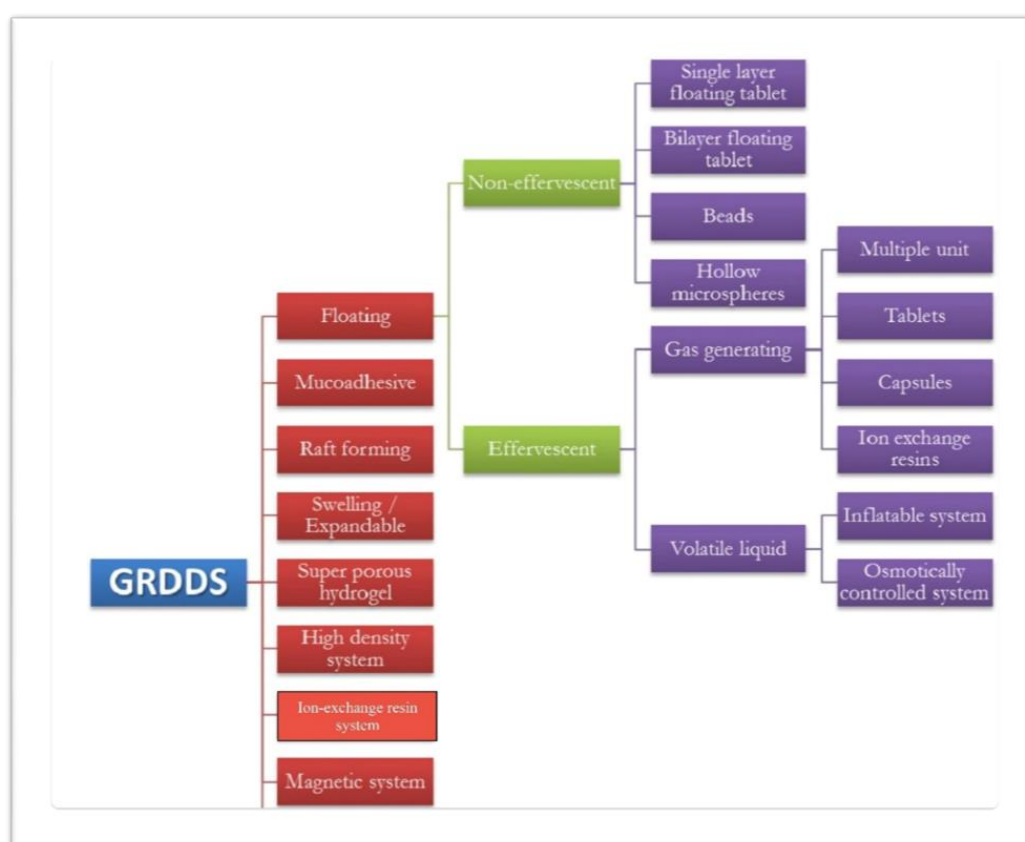 GRDDS
Floating
Mucoadhesive
Raft forming
Swelling /
Expandable
Super porous
hydrogel
High density
system
Ion-exchange resin
system
Magnetic system
Non-effervescent
Effervescent
Single layer
floating tablet
Bilayer floating
tablet
Beads
Hollow
microspheres
Gas generating
Volatile liquid
Multiple unit
Tablets
Capsules
Ion exchange
resins
Inflatable system
Osmotically
controlled system